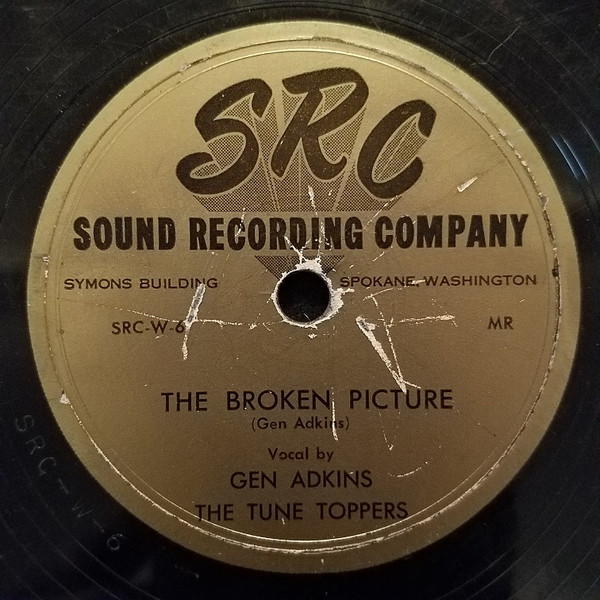 SRC
SOUND RECORDING COMPANY
SYMONS BUILDING SPOKANE, WASHINGTON
SRC-W-6 MR
THE BROKEN PICTURE
(Gen Adkins)
Vocal by
GEN ADKINS
THE TUNE TOPPERS
SRC-W-6